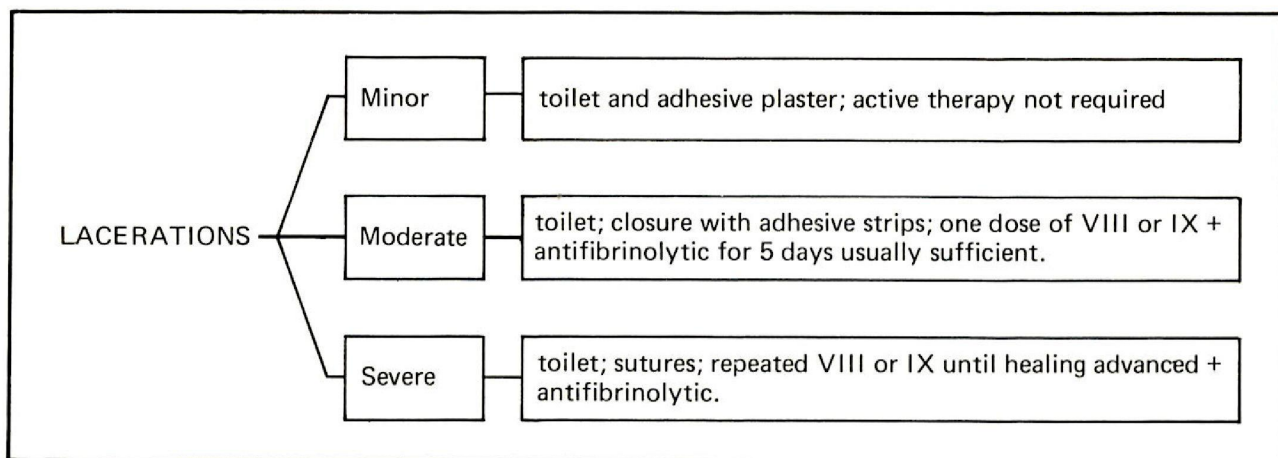 Minor
toilet and adhesive plaster; active therapy not required
LACERATIONS
Moderate
toilet; closure with adhesive strips; one dose of VIII or IX +
antifibrinolytic for 5 days usually sufficient.
Severe
toilet; sutures; repeated VIII or IX until healing advanced +
antifibrinolytic.